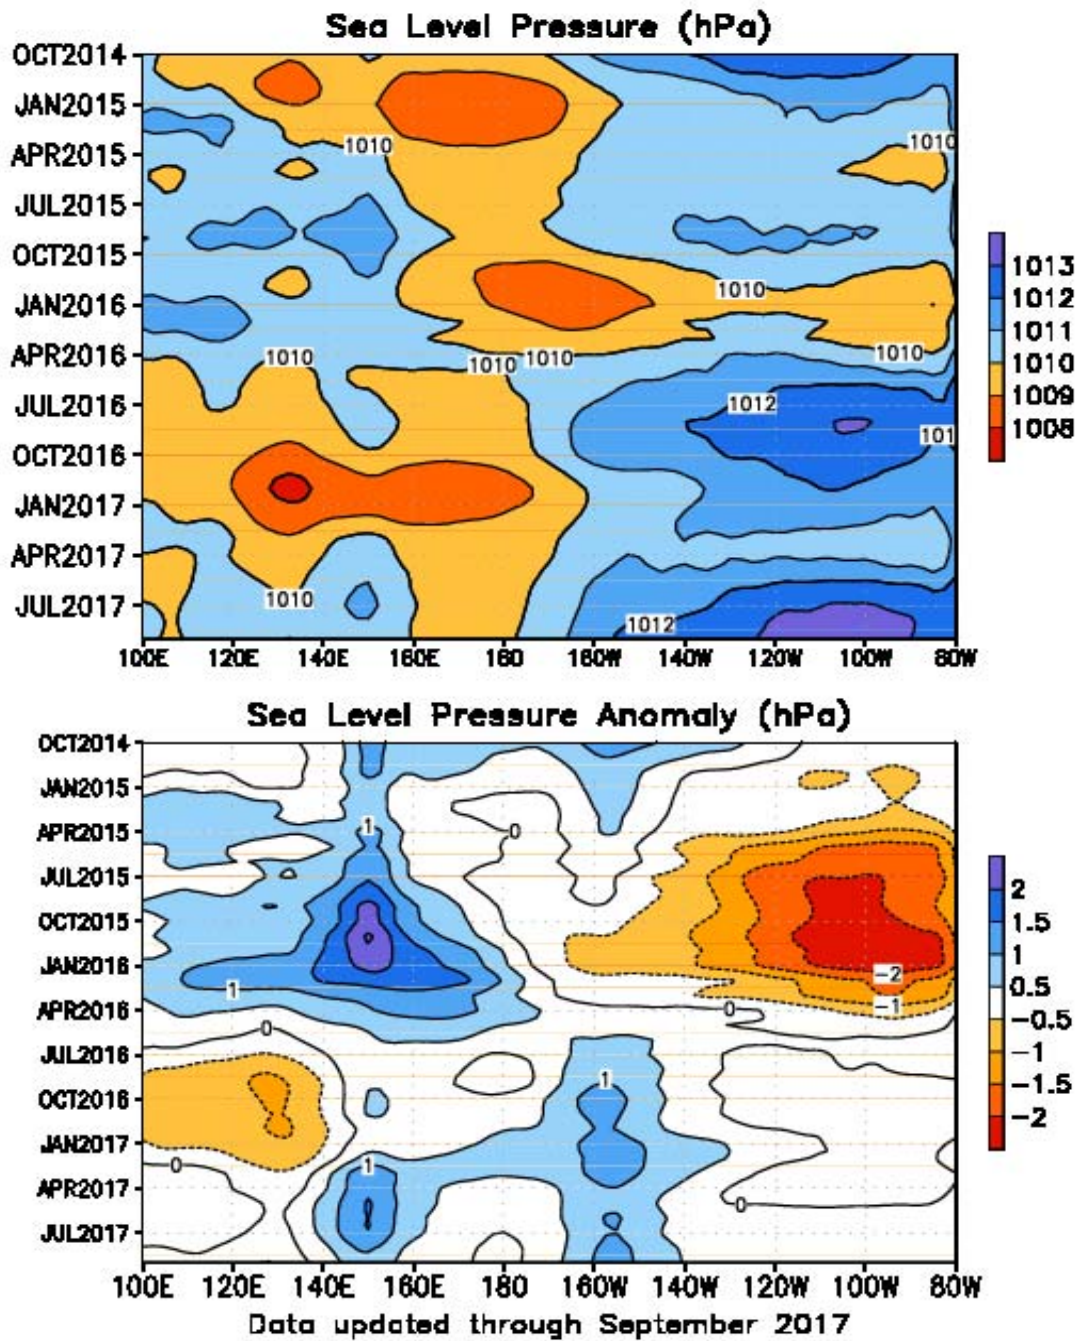 Sea Level Pressure (hPa)
OCT2014
JAN2015
APR2015
JUL2015
OCT2015
JAN2016
APR2016
JUL2016
OCT2016
JAN2017
APR2017
JUL2017
1010
1010
1010
1010
1010
1010
1010
1012
101
1010
1012
100E 120E 140E 160E 180 160W 140W 120W 100W 80W
1013
1012
1011
1010
1009
1008
Sea Level Pressure Anomaly (hPa)
OCT2014
JAN2015
APR2015
JUL2015
OCT2015
JAN2016
APR2016
JUL2016
OCT2016
JAN2017
APR2017
JUL2017
1
0
-2
1
-1
0
0
1
0
1
0
100E 120E 140E 160E 180 160W 140W 120W 100W 80W
2
1.5
1
0.5
-0.5
-1
-1.5
-2
Data updated through September 2017